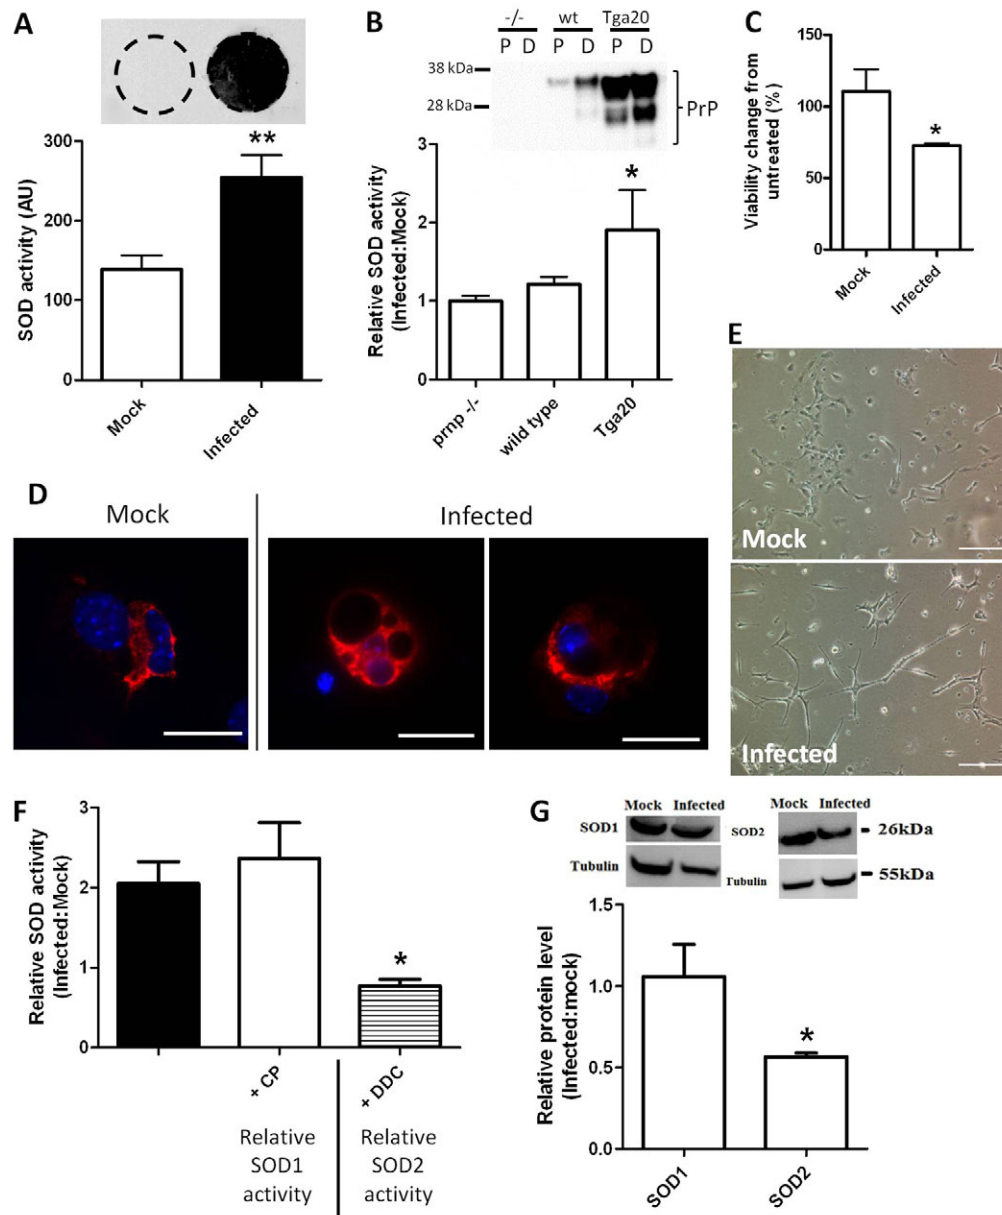 A
300
200
100
0
SOD activity (AU)
**
Mock
Infected
B
-/-
wt
Tga20
P D P D P D
38 kDa
28 kDa
PrP
3
2
1
0
Relative SOD activity
(Infected:Mock)
*
prnp -/-
wild type
Tga20
C
150
100
50
0
Viability change from
untreated (%)
*
Mock
Infected
D
Mock
Infected
E
Mock
Infected
F
3
2
1
0
Relative SOD activity
(Infected:Mock)
*
+ CP
+ DDC
Relative
SOD1
activity
Relative
SOD2
activity
G
Mock Infected
SOD1
Tubulin
Mock Infected
SOD2
26kDa
Tubulin
55kDa
1.5
1.0
0.5
0.0
Relative protein level
(Infected:mock)
*
SOD1
SOD2